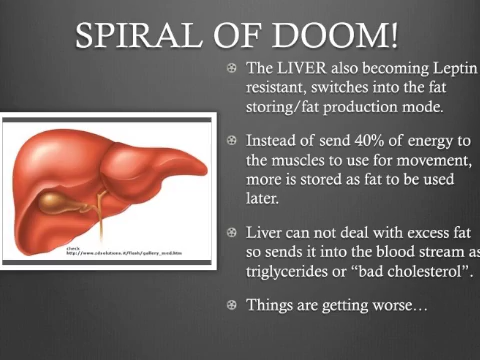 SPIRAL OF DOOM!
The LIVER also becoming Leptin
resistant, switches into the fat
storing/fat production mode.
Instead of send 40% of energy to
the muscles to use for movement,
more is stored as fat to be used
later.
Liver can not deal with excess fat
so sends it into the blood stream as
triglycerides or “bad cholesterol”.
Things are getting worse…